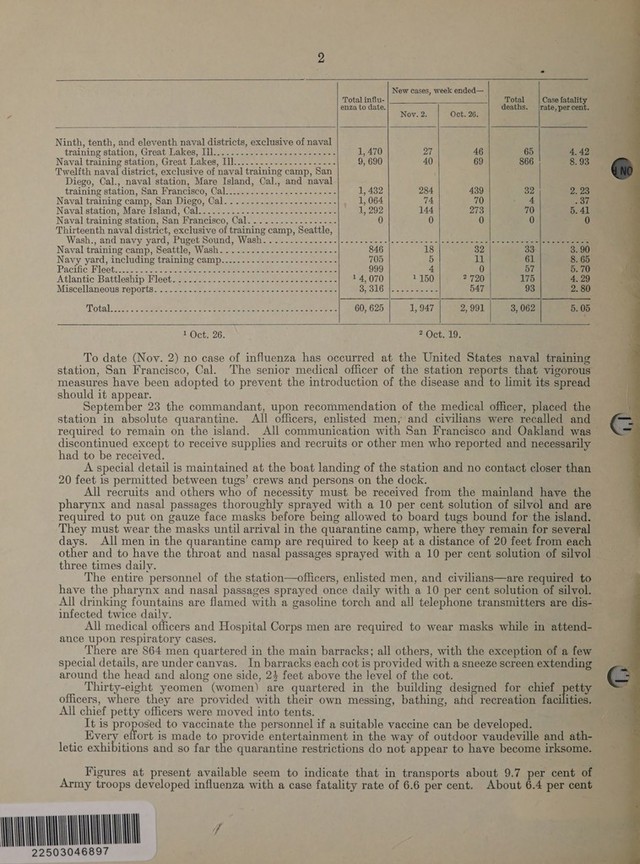 2
Total influ-
enza to date.
New cases, week ended—
Nov. 2.
Oct. 26.
Total
deaths.
Case fatality
rate, per cent.
Ninth, tenth, and eleventh naval districts, exclusive of naval
training station, Great Lakes, Ill. 1,470 27 46 65 4.42
Naval training station, Great Lakes, Ill. 9,690 40 69 866 8.93
Twelfth naval district, exclusive of naval training camp, San
Diego, Cal., naval station, Mare Island, Cal., and naval
training station, San Francisco, Cal. 1,432 284 439 32 2.23
Naval training camp, San Diego, Cal. 1,064 74 70 4 .37
Naval station, Mare Island, Cal. 1,292 144 273 70 5.41
Naval training station, San Francisco, Cal. 0 0 0 0 0
Thirteenth naval district, exclusive of training camp, Seattle,
Wash., and navy yard, Puget Sound, Wash.
Naval training camp, Seattle, Wash. 846 18 32 33 3.90
Navy yard, including training camp 705 5 11 61 8.65
Pacific Fleet 999 4 0 57 5.70
Atlantic Battleship Fleet 1 4,070 1 150 2 720 175 4.29
Miscellaneous reports 3,316 547 93 2.80
Total 60,625 1,947 2,991 3,062 5.05
1 Oct. 26. 2 Oct. 19.
To date (Nov. 2) no case of influenza has occurred at the United States naval training
station, San Francisco, Cal. The senior medical officer of the station reports that vigorous
measures have been adopted to prevent the introduction of the disease and to limit its spread
should it appear.
September 23 the commandant, upon recommendation of the medical officer, placed the
station in absolute quarantine. All officers, enlisted men, and civilians were recalled and
required to remain on the island. All communication with San Francisco and Oakland was
discontinued except to receive supplies and recruits or other men who reported and necessarily
had to be received.
A special detail is maintained at the boat landing of the station and no contact closer than
20 feet is permitted between tugs' crews and persons on the dock.
All recruits and others who of necessity must be received from the mainland have the
pharynx and nasal passages thoroughly sprayed with a 10 per cent solution of silvol and are
required to put on gauze face masks before being allowed to board tugs bound for the island.
They must wear the masks until arrival in the quarantine camp, where they remain for several
days. All men in the quarantine camp are required to keep at a distance of 20 feet from each
other and to have the throat and nasal passages sprayed with a 10 per cent solution of silvol
three times daily.
The entire personnel of the station—officers, enlisted men, and civilians—are required to
have the pharynx and nasal passages sprayed once daily with a 10 per cent solution of silvol.
All drinking fountains are flamed with a gasoline torch and all telephone transmitters are dis-
infected twice daily.
All medical officers and Hospital Corps men are required to wear masks while in attend-
ance upon respiratory cases.
There are 864 men quartered in the main barracks; all others, with the exception of a few
special details, are under canvas. In barracks each cot is provided with a sneeze screen extending
around the head and along one side, 2½ feet above the level of the cot.
Thirty-eight yeomen (women) are quartered in the building designed for chief petty
officers, where they are provided with their own messing, bathing, and recreation facilities.
All chief petty officers were moved into tents.
It is proposed to vaccinate the personnel if a suitable vaccine can be developed.
Every effort is made to provide entertainment in the way of outdoor vaudeville and ath-
letic exhibitions and so far the quarantine restrictions do not appear to have become irksome.
Figures at present available seem to indicate that in transports about 9.7 per cent of
Army troops developed influenza with a case fatality rate of 6.6 per cent. About 6.4 per cent
22503046897
NO